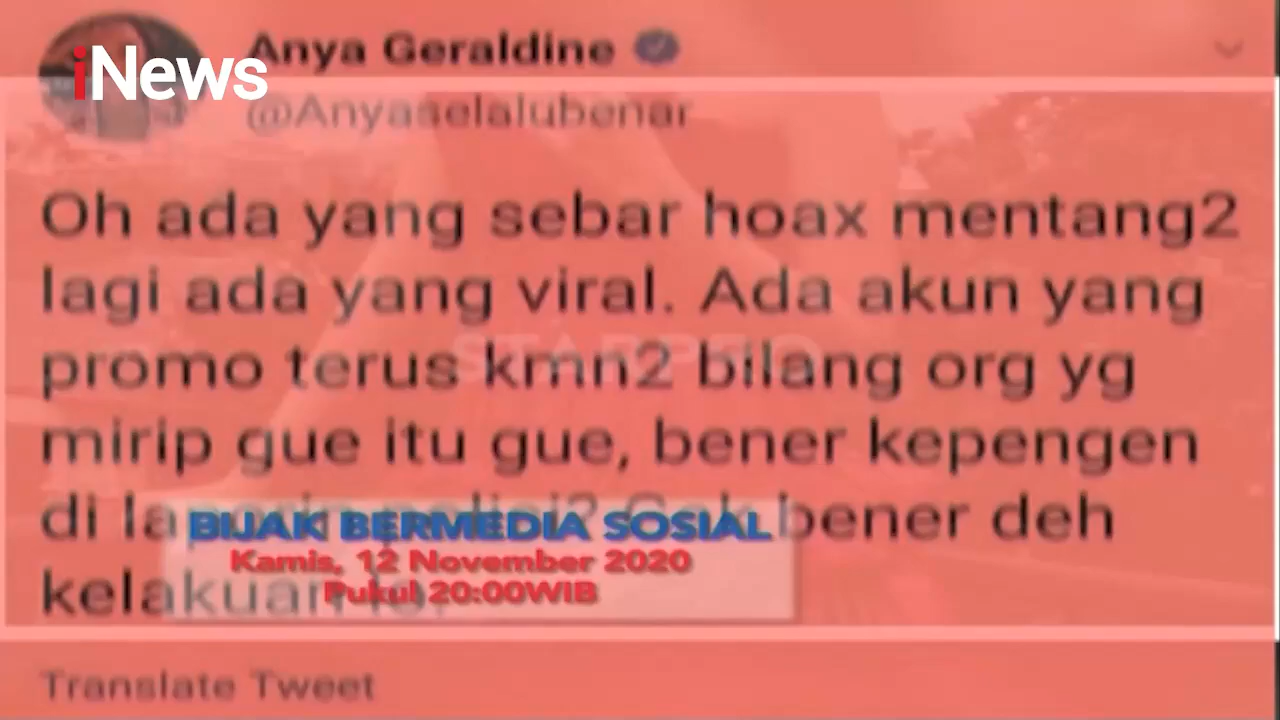 iNews
Anya Geraldine
@Anyaselalubenar
Oh ada yang sebar hoax mentang2
lagi ada yang viral. Ada akun yang
STARPRO
promo terus kmn2 bilang org yg
mirip gue itu gue, bener kepengen
di bener deh
BIJAK BERMEDIA SOSIAL
Kamis, 12 November 2020
kelakuan
Pukul 20:00WIB
Translate Tweet